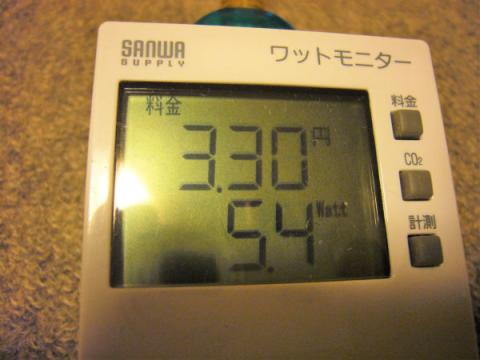 SANWA
SUPPLY
ワットモニター
料金
3.30円
5.4 Watt
料金
CO₂
計測